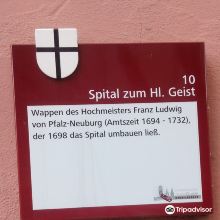 10
Spital zum Hl. Geist
Wappen des Hochmeisters Franz Ludwig
von Pfalz-Neuburg (Amtszeit 1694 - 1732),
der 1698 das Spital umbauen ließ.
Tripadvisor